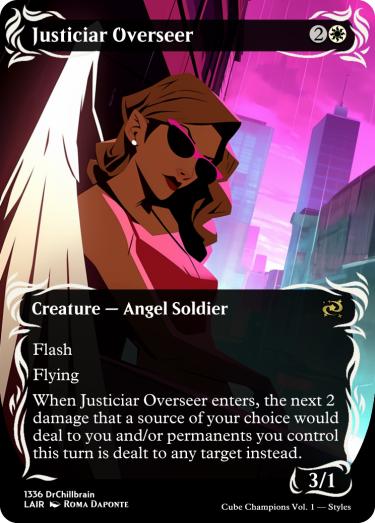 Justiciar Overseer 2
Creature — Angel Soldier
Flash
Flying
When Justiciar Overseer enters, the next 2
damage that a source of your choice would
deal to you and/or permanents you control
this turn is dealt to any target instead.
3/1
1336 DrChillbrain
LAIR Roma Daponte
Cube Champions Vol. 1 — Styles